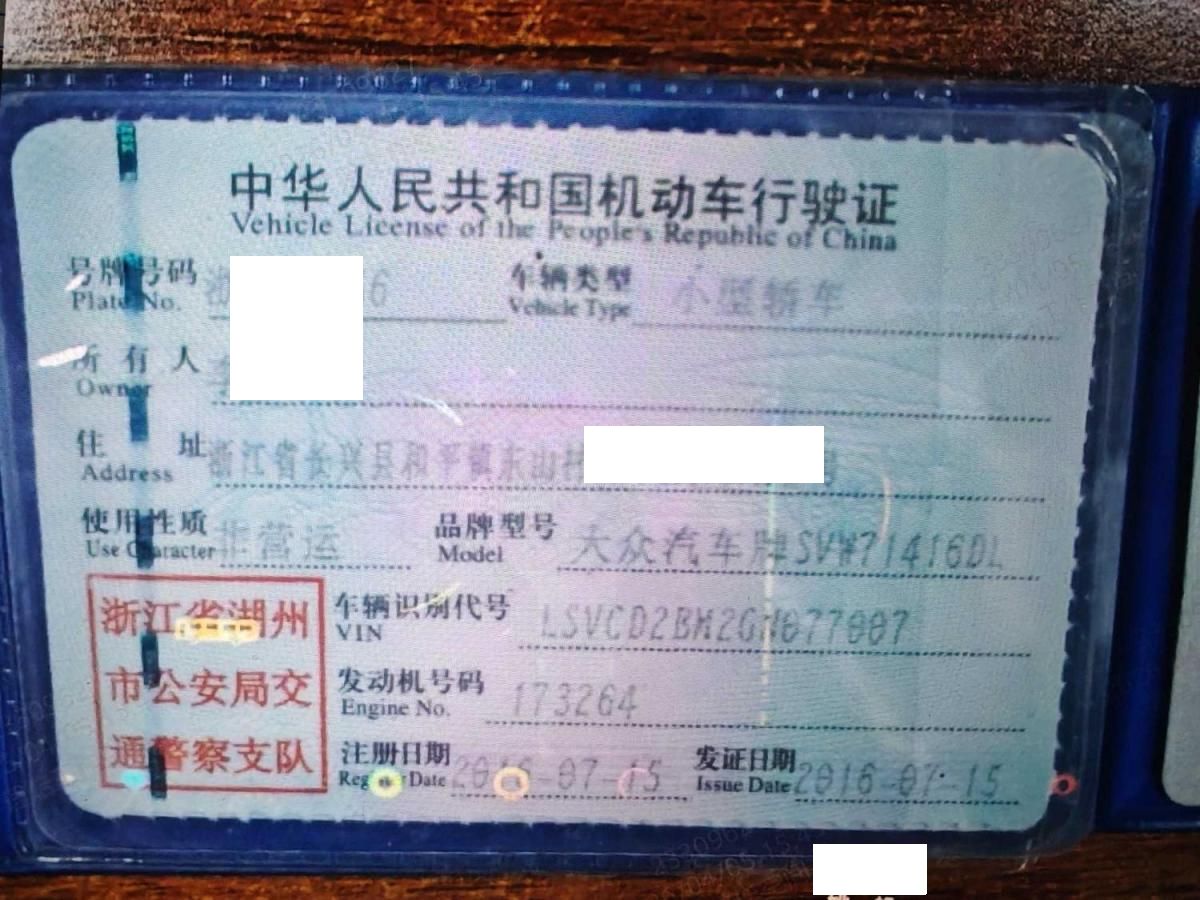 中华人民共和国机动车行驶证
Vehicle License of the People's Republic of China
号牌号码 浙 6 车辆类型 小型轿车
Plate No. Vehicle Type
所有人
Owner
住址 浙江省长兴县和平镇东山村
Address
使用性质 非营运 品牌型号 大众汽车牌SVW71416DL
Use Character Model
浙江省湖州
市公安局交
通警察支队
车辆识别代号 LSVCD2BM2GN077007
VIN
发动机号码 173264
Engine No.
注册日期 2016-07-15 发证日期 2016-07-15
Register Date Issue Date